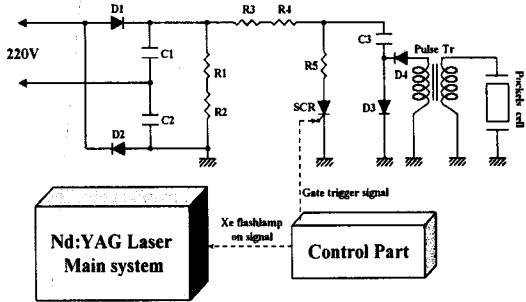 D1
R3
R4
C3
Pulse Tr
220V
C1
R1
R5
D4
R2
SCR
D3
C2
D2
Pockels cell
Gate trigger signal
Xe flashlamp
on signal
Nd:YAG Laser
Main system
Control Part